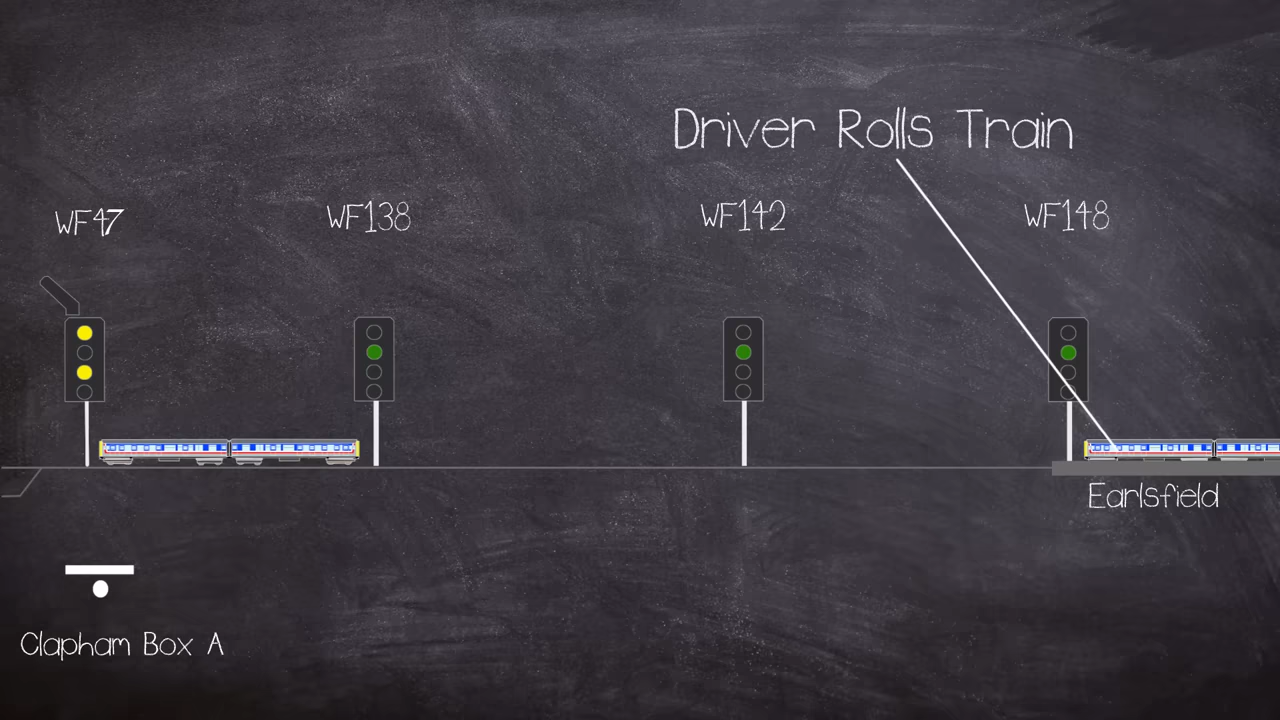 Driver Rolls Train
WF47
WF138
WF142
WF148
Earlsfield
Clapham Box A